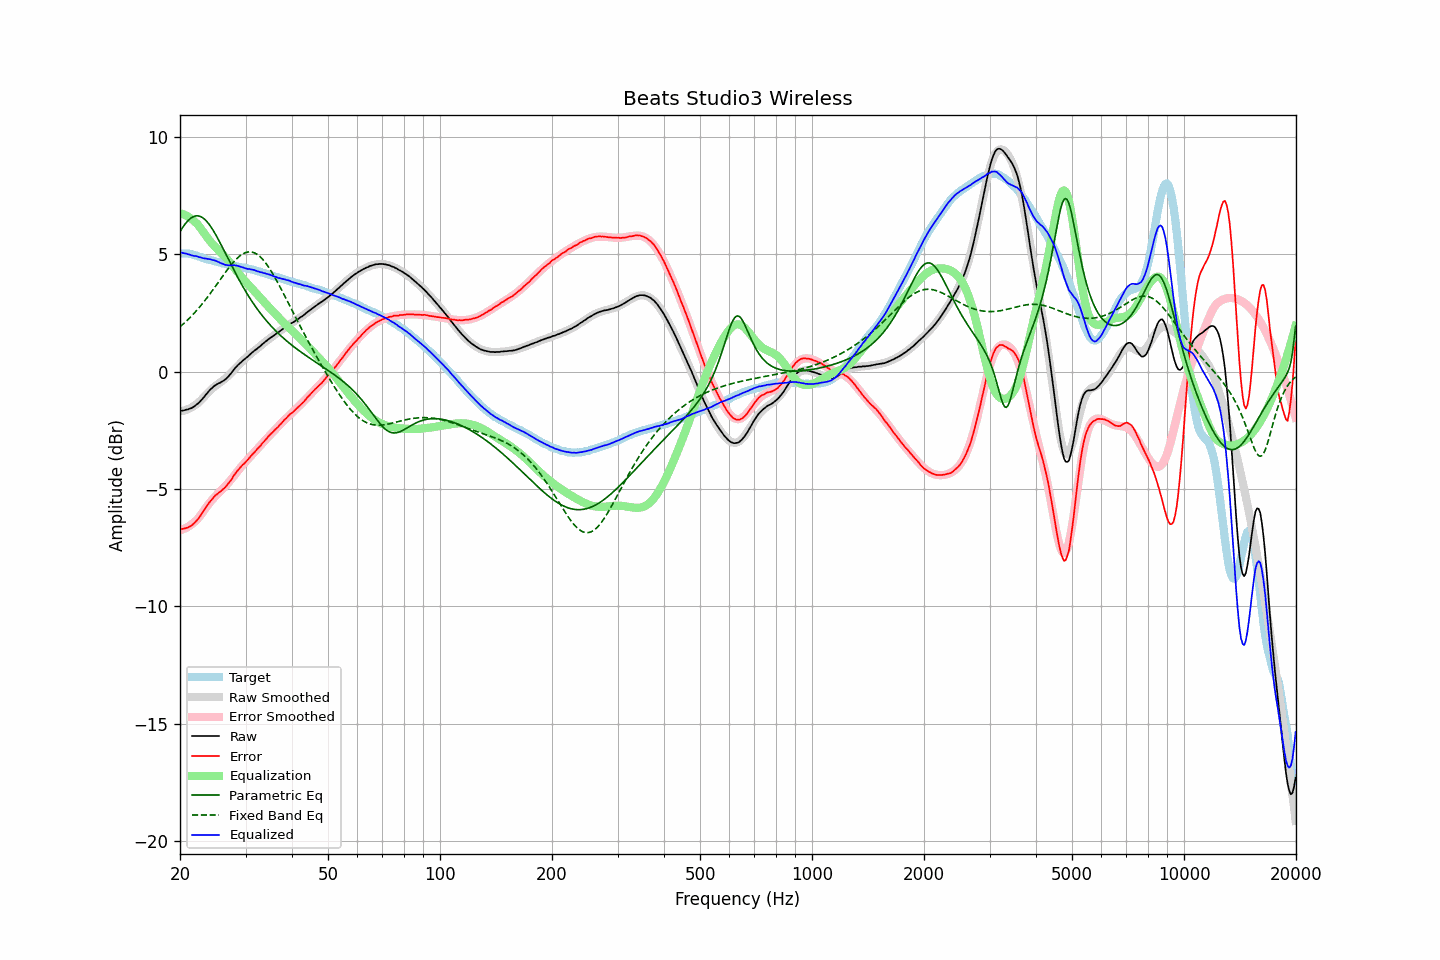 Beats Studio3 Wireless
10
5
0
−5
−10
−15
−20
Amplitude (dBr)
Target
Raw Smoothed
Error Smoothed
Raw
Error
Equalization
Parametric Eq
Fixed Band Eq
Equalized
20 50 100 200 500 1000 2000 5000 10000 20000
Frequency (Hz)